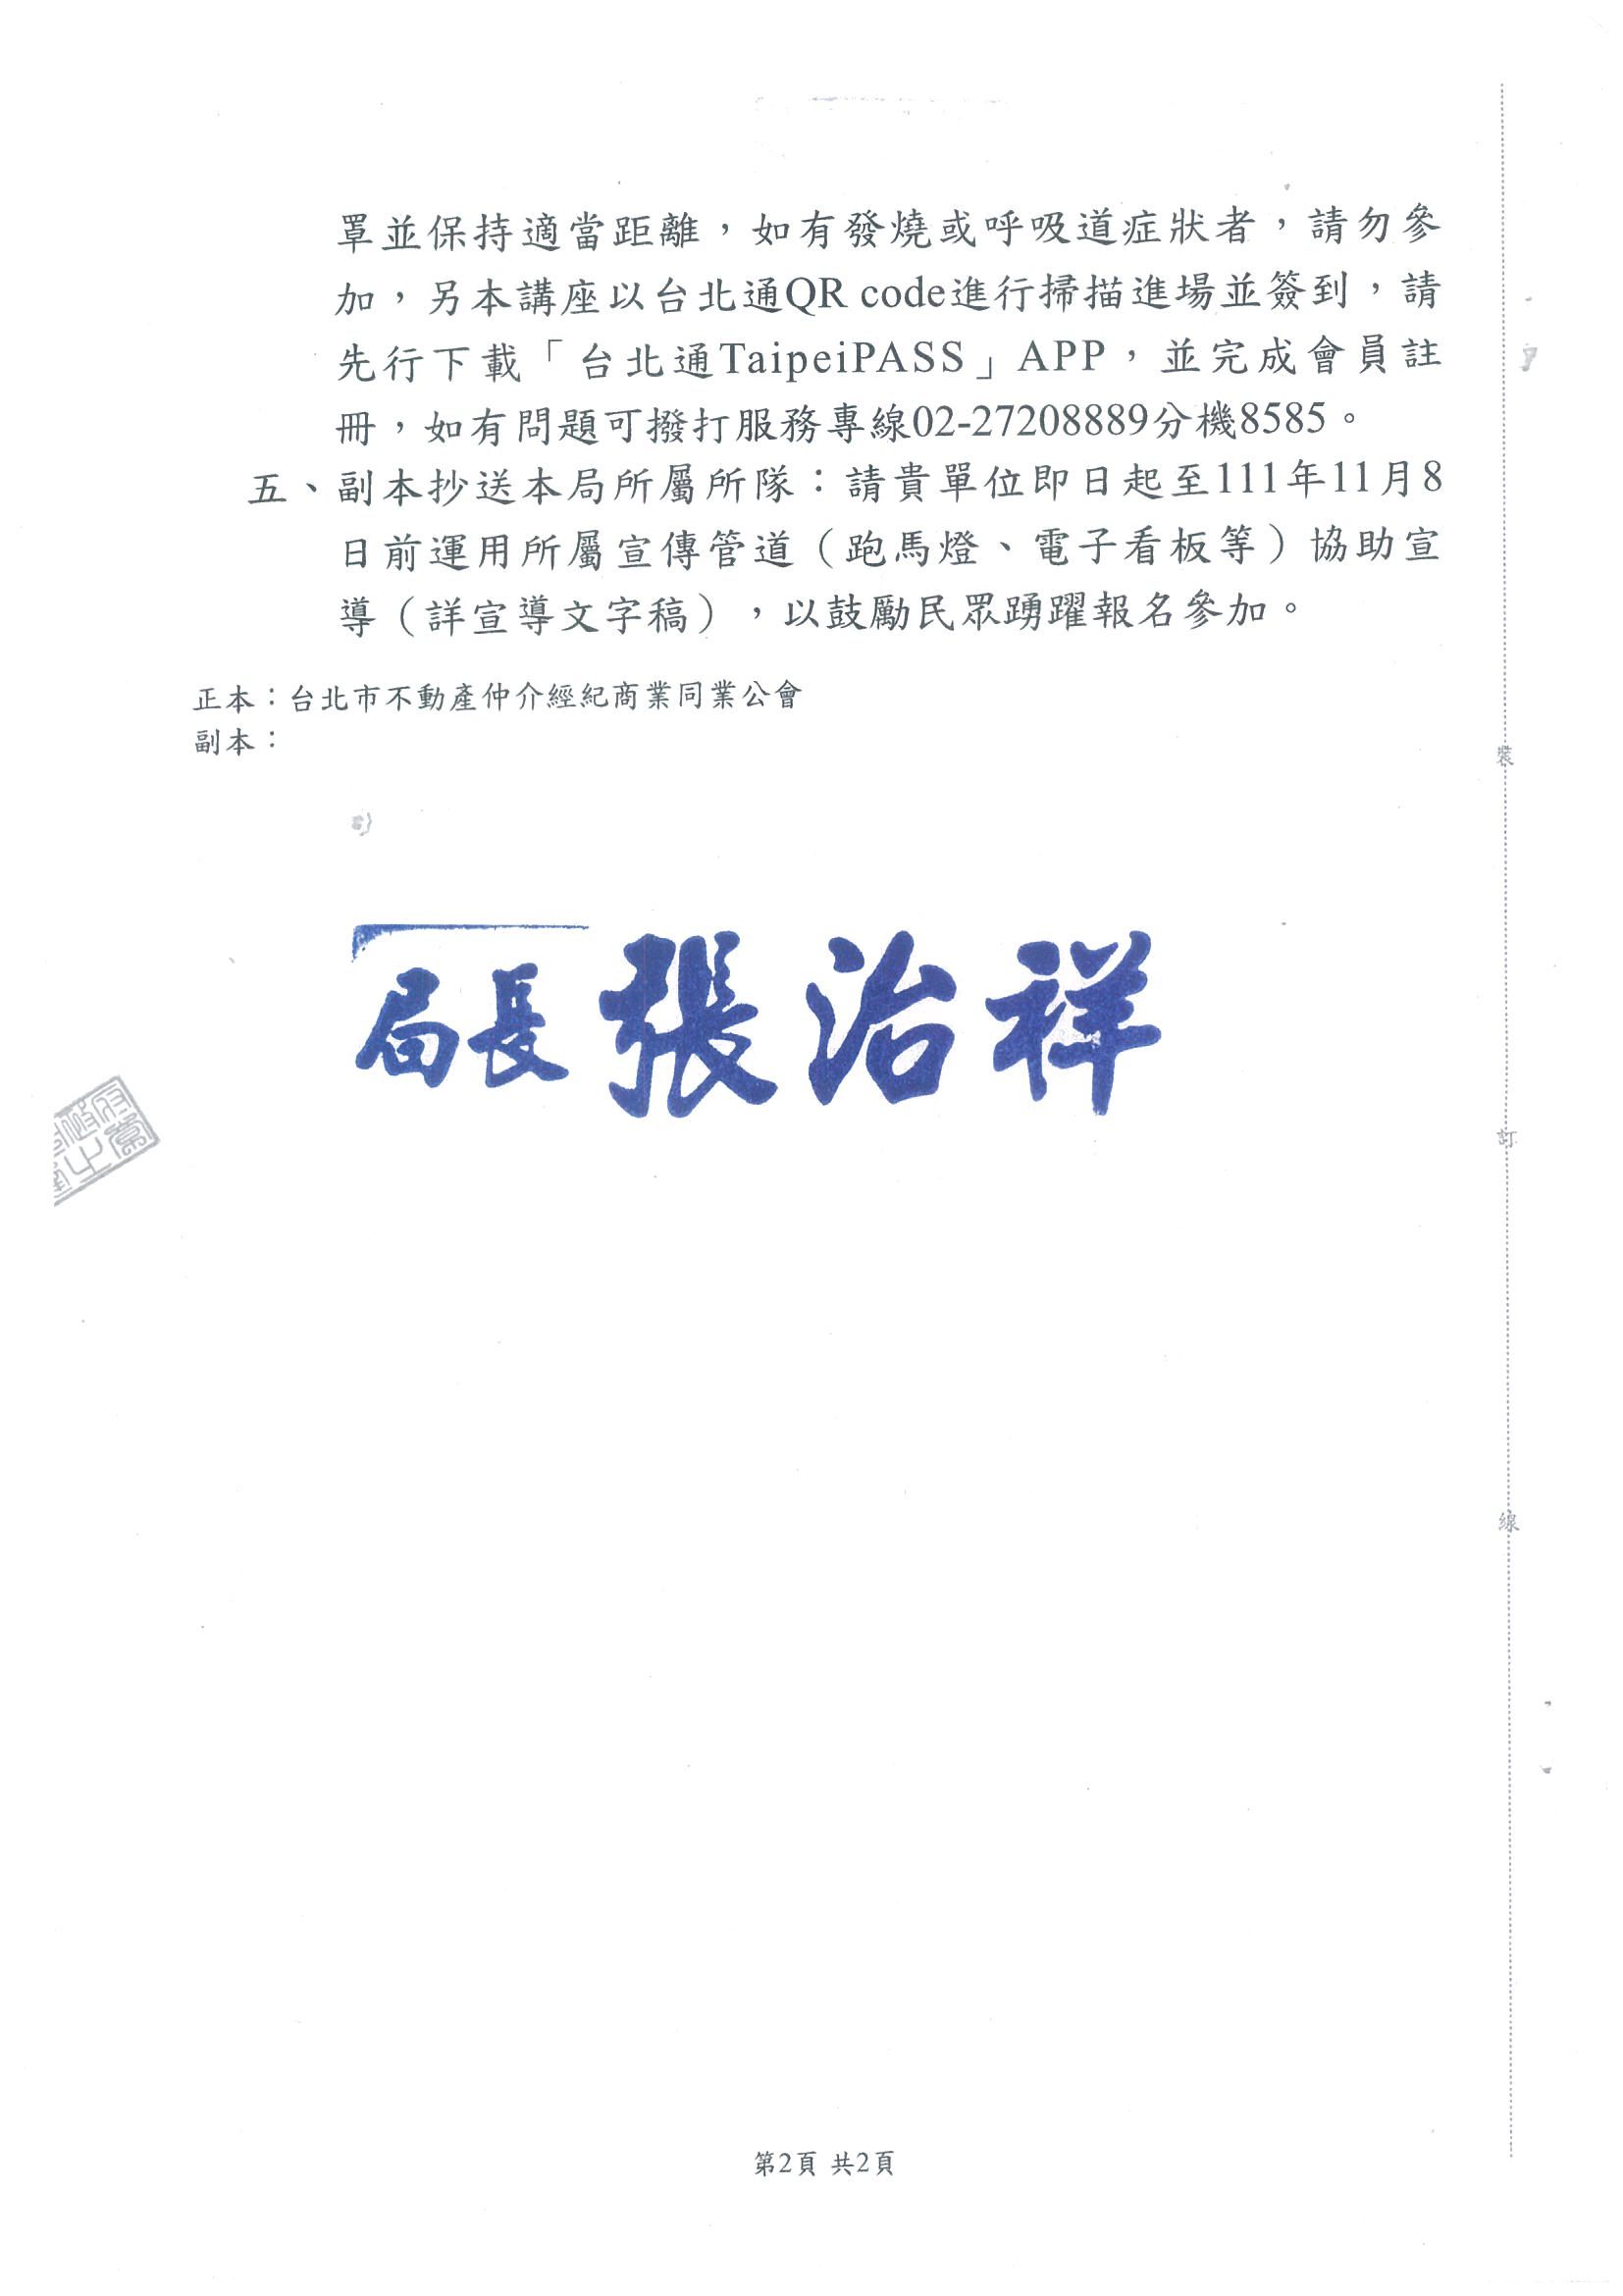 罩並保持適當距離，如有發燒或呼吸道症狀者，請勿參
加，另本講座以台北通QR code進行掃描進場並簽到，請
先行下載「台北通TaipeiPASS」APP，並完成會員註
冊，如有問題可撥打服務專線02-27208889分機8585。
五、副本抄送本局所屬所隊：請貴單位即日起至111年11月8
日前運用所屬宣傳管道（跑馬燈、電子看板等）協助宣
導（詳宣導文字稿），以鼓勵民眾踴躍報名參加。
正本：台北市不動產仲介經紀商業同業公會
副本：
裝
局長張治祥
訂
線
第2頁 共2頁